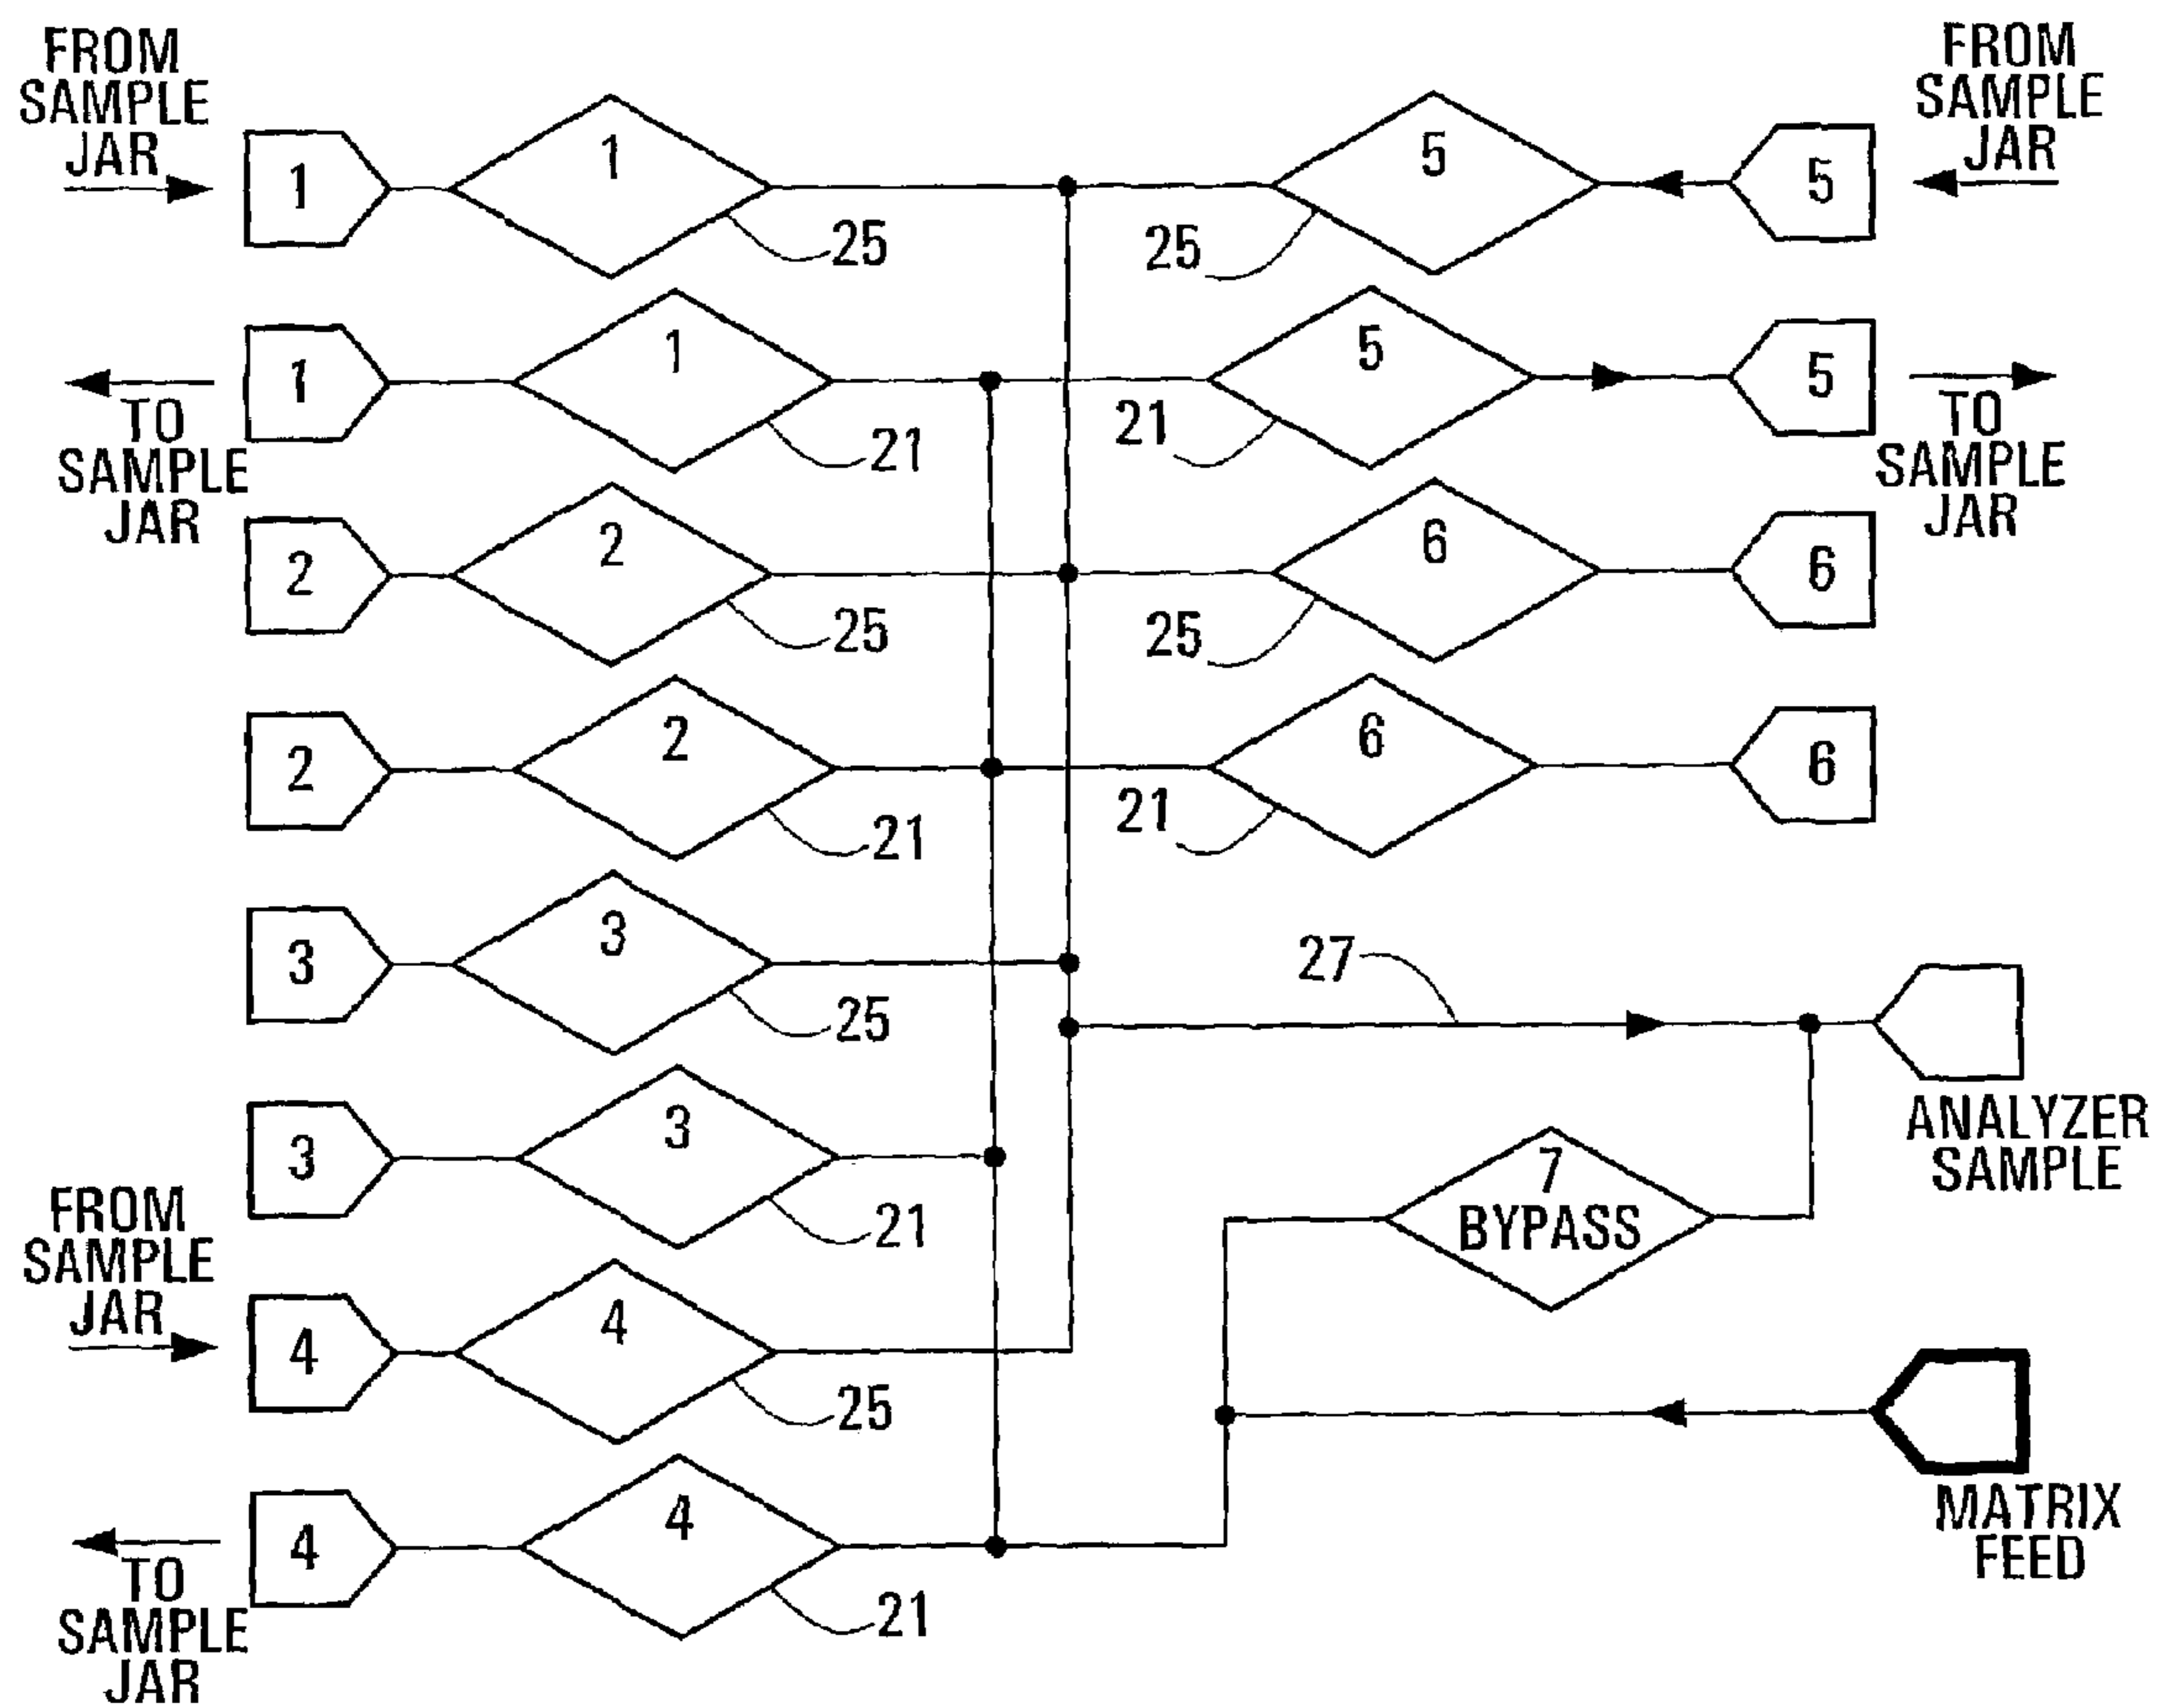 FROM
SAMPLE
JAR
1
1
25
5
25
5
FROM
SAMPLE
JAR
1
TO
SAMPLE
JAR
1
21
5
21
5
TO
SAMPLE
JAR
2
2
25
6
25
6
2
2
21
6
21
6
3
3
25
27
ANALYZER
SAMPLE
3
3
21
7
BYPASS
FROM
SAMPLE
JAR
4
4
25
MATRIX
FEED
4
TO
SAMPLE
JAR
4
21